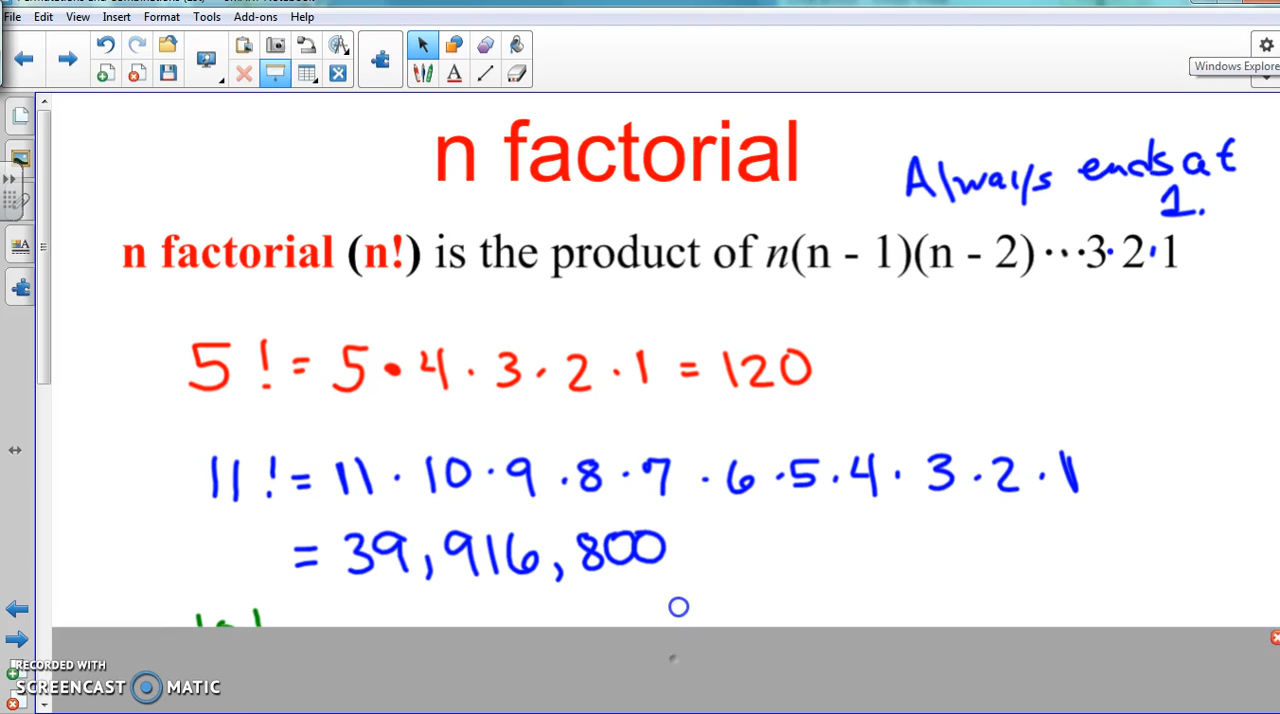 File Edit View Insert Format Tools Add-ons Help
Windows Explore
n factorial
Always ends at
1.
n factorial (n!) is the product of n(n - 1)(n - 2)⋯3·2·1
5! = 5 · 4 · 3 · 2 · 1 = 120
11! = 11 · 10 · 9 · 8 · 7 · 6 · 5 · 4 · 3 · 2 · 1
= 39,916,800
RECORDED WITH
SCREENCAST MATIC